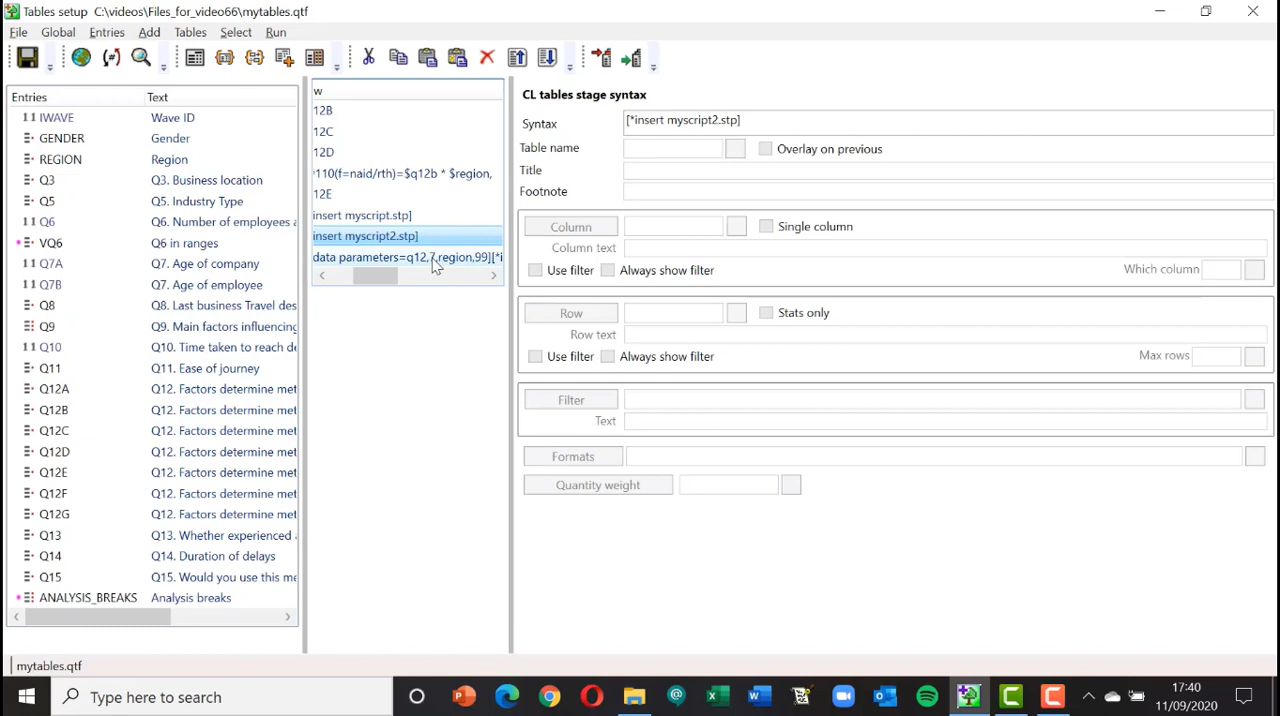 Tables setup C:\videos\Files_for_video66\mytables.qtf
File Global Entries Add Tables Select Run
Entries Text
IWAVE Wave ID
GENDER Gender
REGION Region
Q3 Q3. Business location
Q5 Q5. Industry Type
Q6 Q6. Number of employees a
VQ6 Q6 in ranges
Q7A Q7. Age of company
Q7B Q7. Age of employee
Q8 Q8. Last business Travel des
Q9 Q9. Main factors influencing
Q10 Q10. Time taken to reach de
Q11 Q11. Ease of journey
Q12A Q12. Factors determine met
Q12B Q12. Factors determine met
Q12C Q12. Factors determine met
Q12D Q12. Factors determine met
Q12E Q12. Factors determine met
Q12F Q12. Factors determine met
Q12G Q12. Factors determine met
Q13 Q13. Whether experienced a
Q14 Q14. Duration of delays
Q15 Q15. Would you use this me
ANALYSIS_BREAKS Analysis breaks
w
12B
12C
12D
110(f=naid/rth)=$q12b * $region,
12E
insert myscript.stp]
insert myscript2.stp]
data parameters=q12,7,region,99][*i
CL tables stage syntax
Syntax [*insert myscript2.stp]
Table name Overlay on previous
Title
Footnote
Column Single column
Column text
Use filter Always show filter Which column
Row Stats only
Row text
Use filter Always show filter Max rows
Filter
Text
Formats
Quantity weight
mytables.qtf
Type here to search
17:40
11/09/2020